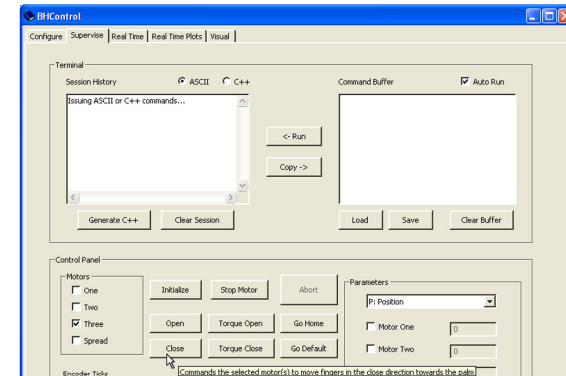 BHControl
Configure Supervise Real Time Real Time Plots Visual
Terminal
Session History ASCII C++ Command Buffer Auto Run
Issuing ASCII or C++ commands...
<- Run
Copy ->
Generate C++ Clear Session Load Save Clear Buffer
Control Panel
Motors Parameters
One Initialize Stop Motor Abort
P: Position
Two
Three Open Torque Open Go Home Motor One 0
Spread Close Torque Close Go Default Motor Two 0
Encoder Ticks Commands the selected motor(s) to move fingers in the close direction towards the palm